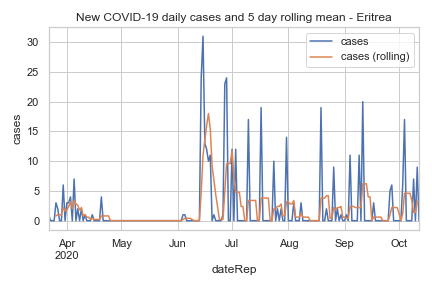 New COVID-19 daily cases and 5 day rolling mean - Eritrea
cases
cases (rolling)
30
25
20
15
10
5
0
cases
Apr
2020
May
Jun
Jul
Aug
Sep
Oct
dateRep